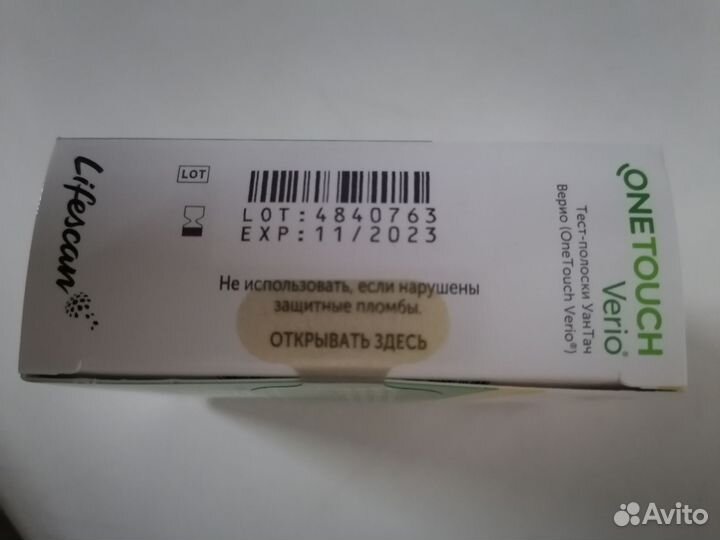 Lifescan
LOT
LOT:4840763
EXP:11/2023
Не использовать, если нарушены
защитные пломбы.
ОТКРЫВАТЬ ЗДЕСЬ
ONETOUCH
Verio®
Тест-полоски УанТач
Верио (OneTouch Verio®)
Avito